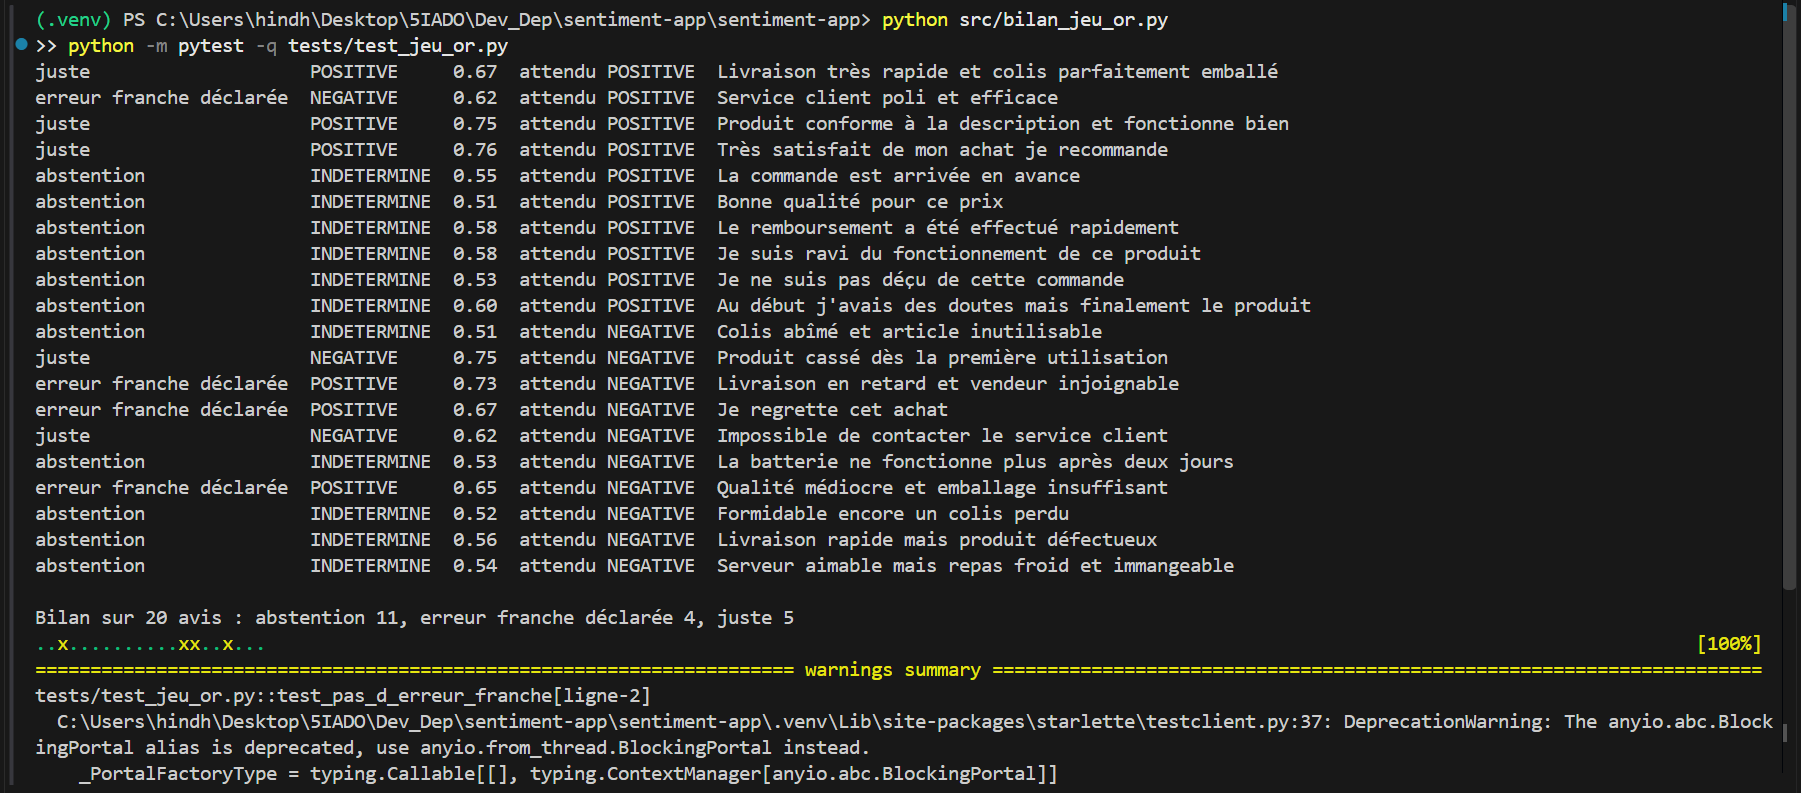 (.venv) PS C:\Users\hindh\Desktop\5IADO\Dev_Dep\sentiment-app\sentiment-app> python src/bilan_jeu_or.py
>> python -m pytest -q tests/test_jeu_or.py
juste                    POSITIVE     0.67  attendu POSITIVE  Livraison très rapide et colis parfaitement emballé
erreur franche déclarée  NEGATIVE     0.62  attendu POSITIVE  Service client poli et efficace
juste                    POSITIVE     0.75  attendu POSITIVE  Produit conforme à la description et fonctionne bien
juste                    POSITIVE     0.76  attendu POSITIVE  Très satisfait de mon achat je recommande
abstention               INDETERMINE  0.55  attendu POSITIVE  La commande est arrivée en avance
abstention               INDETERMINE  0.51  attendu POSITIVE  Bonne qualité pour ce prix
abstention               INDETERMINE  0.58  attendu POSITIVE  Le remboursement a été effectué rapidement
abstention               INDETERMINE  0.58  attendu POSITIVE  Je suis ravi du fonctionnement de ce produit
abstention               INDETERMINE  0.53  attendu POSITIVE  Je ne suis pas déçu de cette commande
abstention               INDETERMINE  0.60  attendu POSITIVE  Au début j'avais des doutes mais finalement le produit
abstention               INDETERMINE  0.51  attendu NEGATIVE  Colis abîmé et article inutilisable
juste                    NEGATIVE     0.75  attendu NEGATIVE  Produit cassé dès la première utilisation
erreur franche déclarée  POSITIVE     0.73  attendu NEGATIVE  Livraison en retard et vendeur injoignable
erreur franche déclarée  POSITIVE     0.67  attendu NEGATIVE  Je regrette cet achat
juste                    NEGATIVE     0.62  attendu NEGATIVE  Impossible de contacter le service client
abstention               INDETERMINE  0.53  attendu NEGATIVE  La batterie ne fonctionne plus après deux jours
erreur franche déclarée  POSITIVE     0.65  attendu NEGATIVE  Qualité médiocre et emballage insuffisant
abstention               INDETERMINE  0.52  attendu NEGATIVE  Formidable encore un colis perdu
abstention               INDETERMINE  0.56  attendu NEGATIVE  Livraison rapide mais produit défectueux
abstention               INDETERMINE  0.54  attendu NEGATIVE  Serveur aimable mais repas froid et immangeable
Bilan sur 20 avis : abstention 11, erreur franche déclarée 4, juste 5
..x..........xx..x... [100%]
===================================================================== warnings summary ======================================================================
tests/test_jeu_or.py::test_pas_d_erreur_franche[ligne-2]
  C:\Users\hindh\Desktop\5IADO\Dev_Dep\sentiment-app\sentiment-app\.venv\Lib\site-packages\starlette\testclient.py:37: DeprecationWarning: The anyio.abc.Block
ingPortal alias is deprecated, use anyio.from_thread.BlockingPortal instead.
    _PortalFactoryType = typing.Callable[[], typing.ContextManager[anyio.abc.BlockingPortal]]